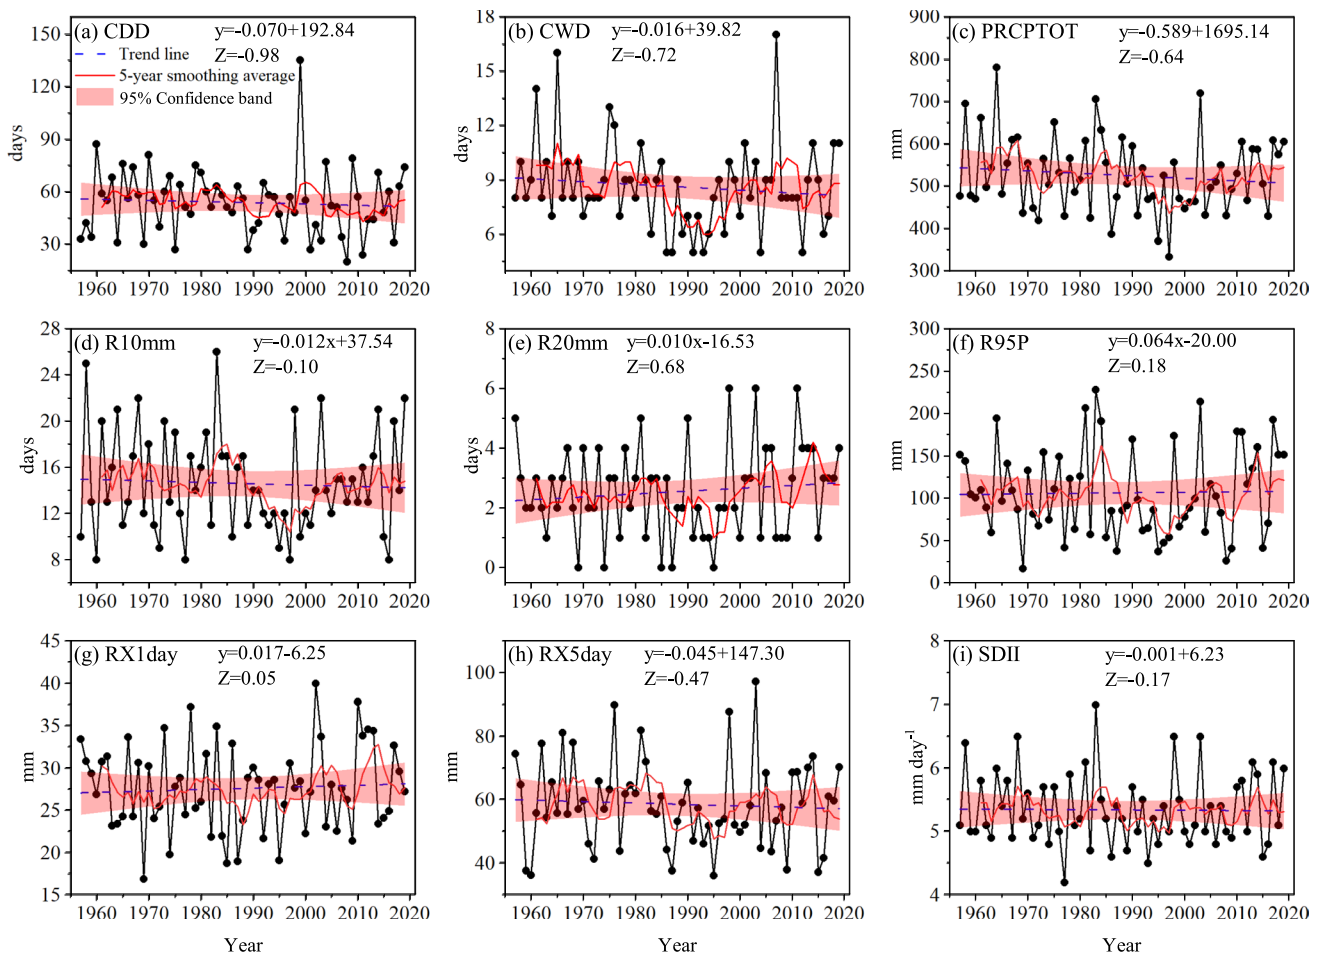 (a) CDD
y=-0.070+192.84
Z=-0.98
Trend line
5-year smoothing average
95% Confidence band
150
120
90
60
30
days
1960 1970 1980 1990 2000 2010 2020
(b) CWD
y=-0.016+39.82
Z=-0.72
18
15
12
9
6
days
1960 1970 1980 1990 2000 2010 2020
(c) PRCPTOT
y=-0.589+1695.14
Z=-0.64
900
800
700
600
500
400
300
mm
1960 1970 1980 1990 2000 2010 2020
(d) R10mm
y=-0.012x+37.54
Z=-0.10
28
24
20
16
12
8
days
1960 1970 1980 1990 2000 2010 2020
(e) R20mm
y=0.010x-16.53
Z=0.68
8
6
4
2
0
days
1960 1970 1980 1990 2000 2010 2020
(f) R95P
y=0.064x-20.00
Z=0.18
300
250
200
150
100
50
0
mm
1960 1970 1980 1990 2000 2010 2020
(g) RX1day
y=0.017-6.25
Z=0.05
45
40
35
30
25
20
15
mm
1960 1970 1980 1990 2000 2010 2020
Year
(h) RX5day
y=-0.045+147.30
Z=-0.47
100
80
60
40
mm
1960 1970 1980 1990 2000 2010 2020
Year
(i) SDII
y=-0.001+6.23
Z=-0.17
8
7
6
5
4
mm day-1
1960 1970 1980 1990 2000 2010 2020
Year